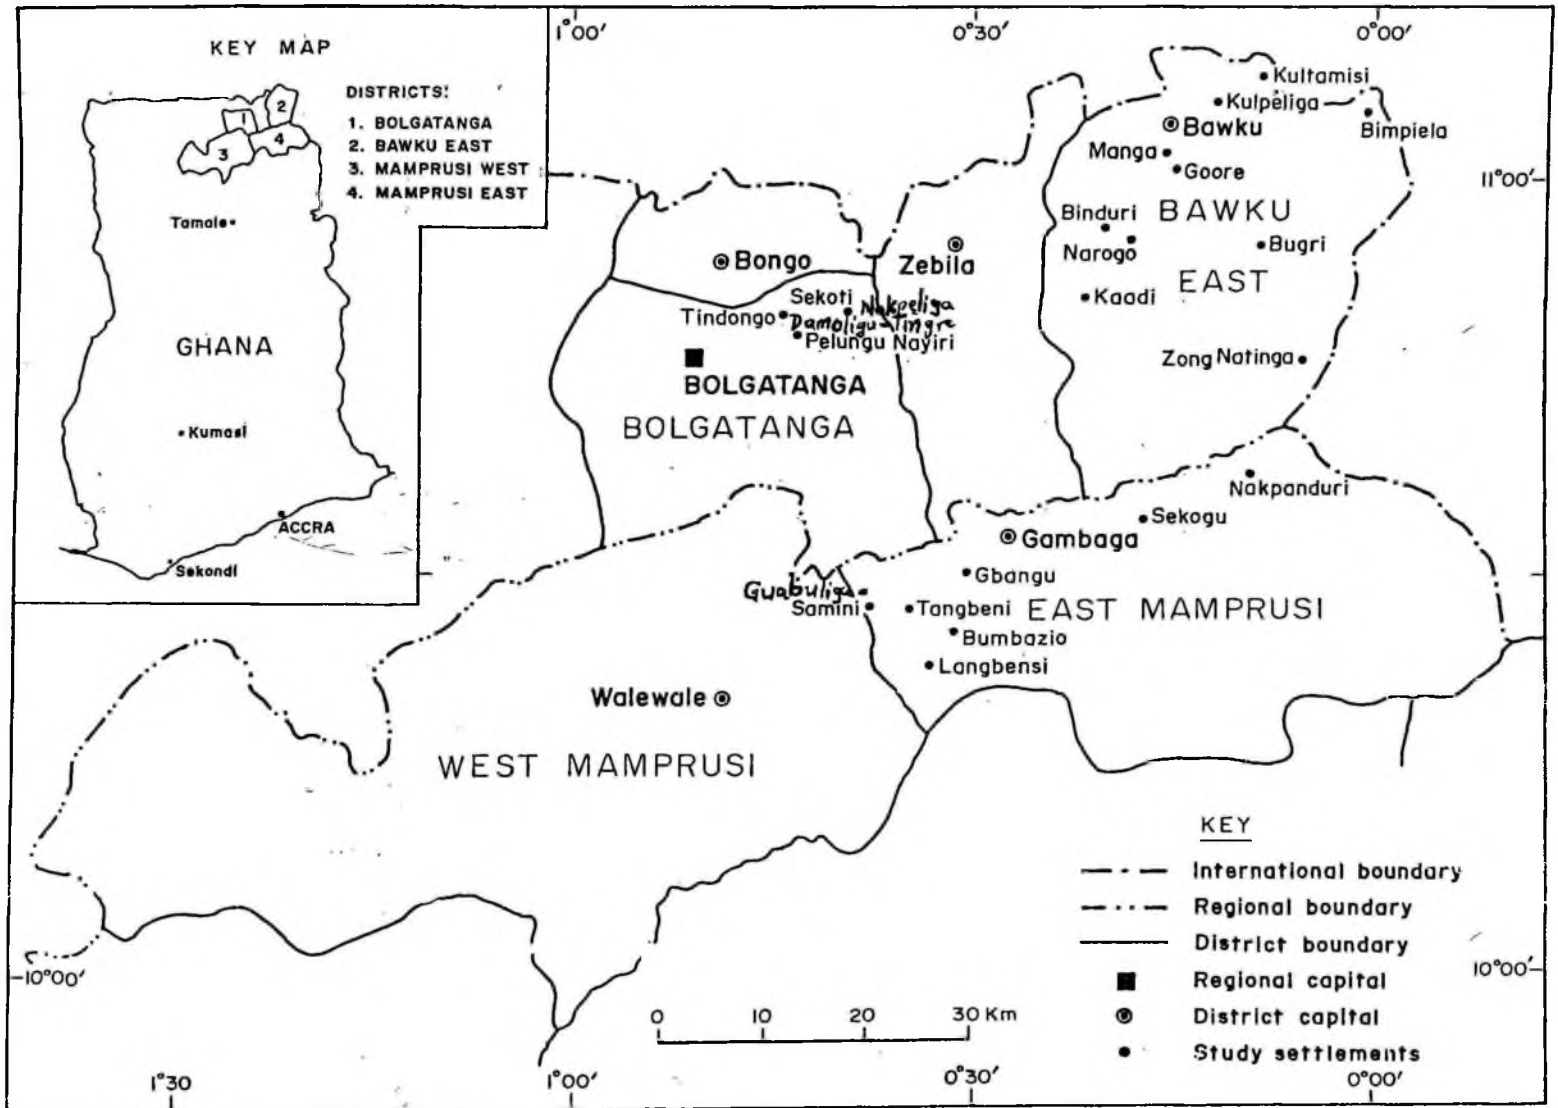 KEY MAP
DISTRICTS:
1. BOLGATANGA
2. BAWKU EAST
3. MAMPRUSI WEST
4. MAMPRUSI EAST
1
2
3
4
Tamale
GHANA
Kumasi
ACCRA
Sekondi
1°00′
0°30′
0°00′
11°00′
Kultamisi
Kulpeliga
Bawku
Bimpiela
Manga
Goore
Binduri
BAWKU
Narogo
Bugri
EAST
Kaadi
Zong Natinga
Bongo
Zebila
Sekoti
Nakpeliga
Tindongo
Damoligu-Tingre
Pelungu Nayiri
BOLGATANGA
BOLGATANGA
Nakpanduri
Sekogu
Gambaga
Gbangu
Gwabuliga
Samini
Tangbeni
EAST MAMPRUSI
Bumbazio
Langbensi
Walewale
WEST MAMPRUSI
KEY
International boundary
Regional boundary
District boundary
Regional capital
District capital
Study settlements
10°00′
10°00′
0 10 20 30 Km
1°30
1°00′
0°30′
0°00′